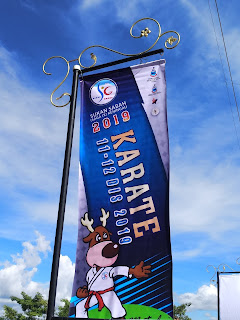 SUKAN SABAH
2019
KARATE
11-12 DIS 2019